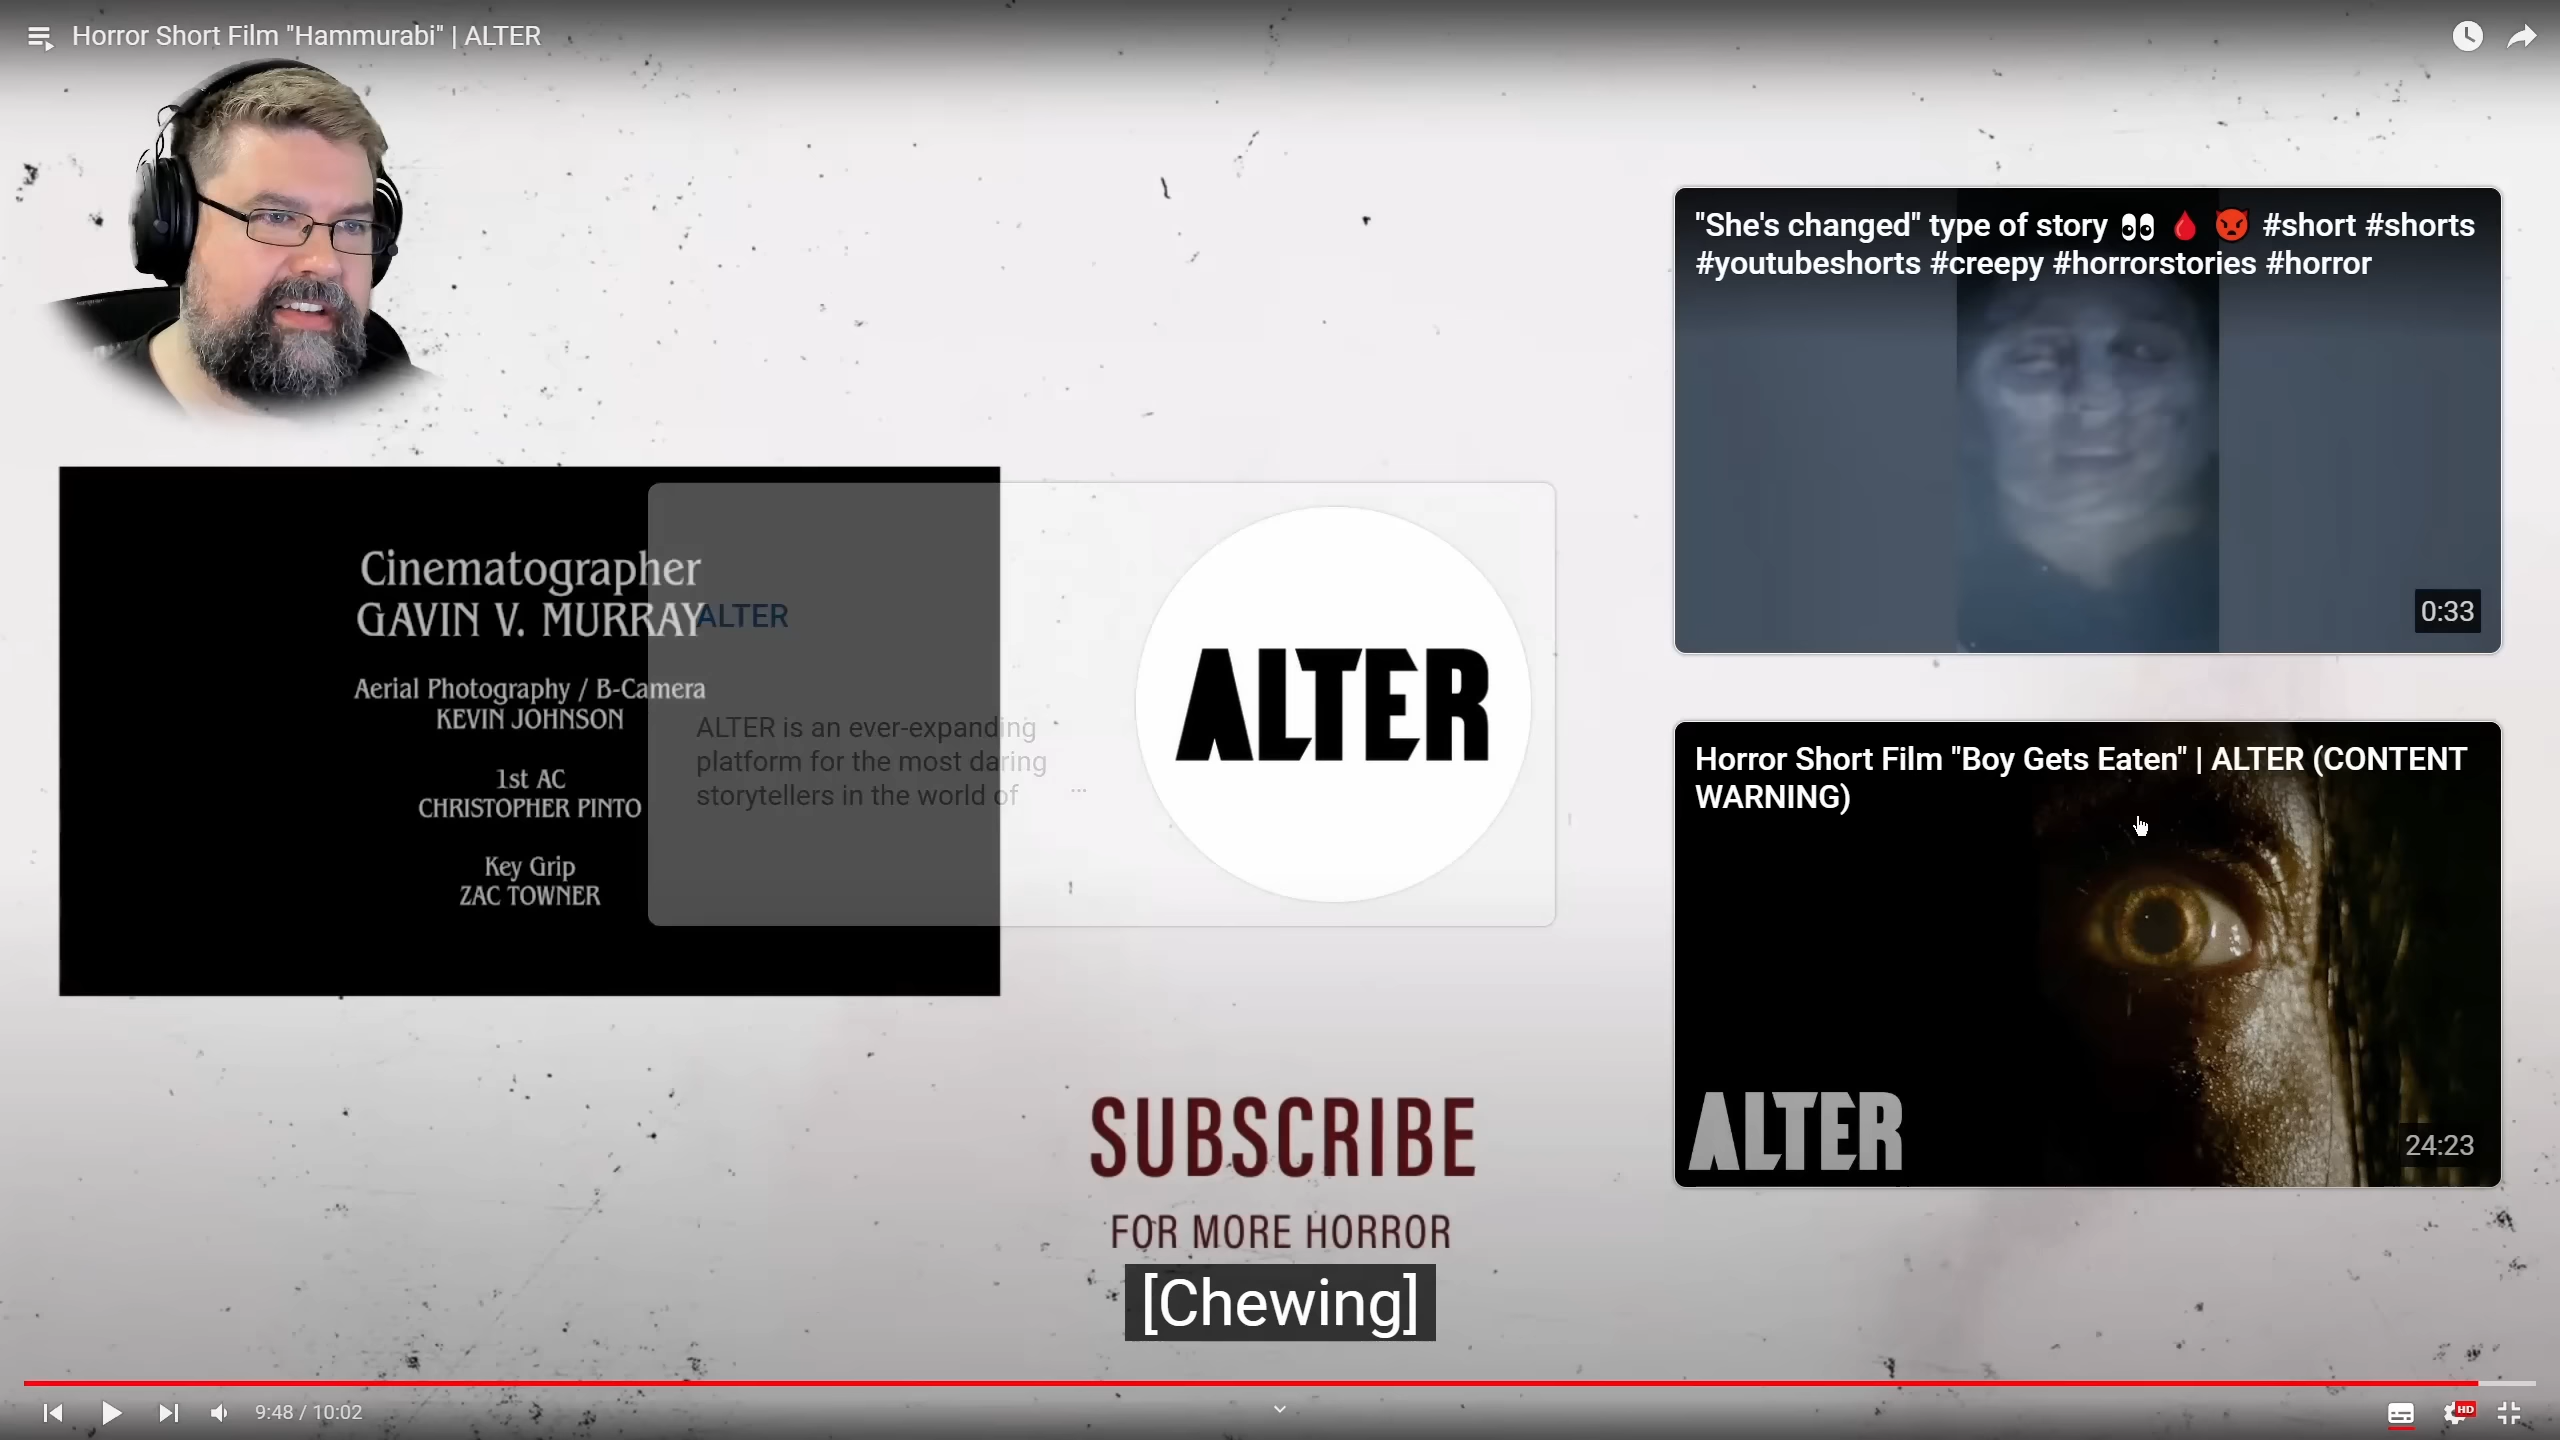 Horror Short Film "Hammurabi" | ALTER
"She's changed" type of story 👀 🩸 👿 #short #shorts
#youtubeshorts #creepy #horrorstories #horror
0:33
Cinematographer
GAVIN V. MURRAY
Aerial Photography / B-Camera
KEVIN JOHNSON
1st AC
CHRISTOPHER PINTO
Key Grip
ZAC TOWNER
ALTER
ALTER is an ever-expanding
platform for the most daring
storytellers in the world of ...
ALTER
Horror Short Film "Boy Gets Eaten" | ALTER (CONTENT
WARNING)
ALTER
24:23
SUBSCRIBE
FOR MORE HORROR
[Chewing]
9:48 / 10:02
HD